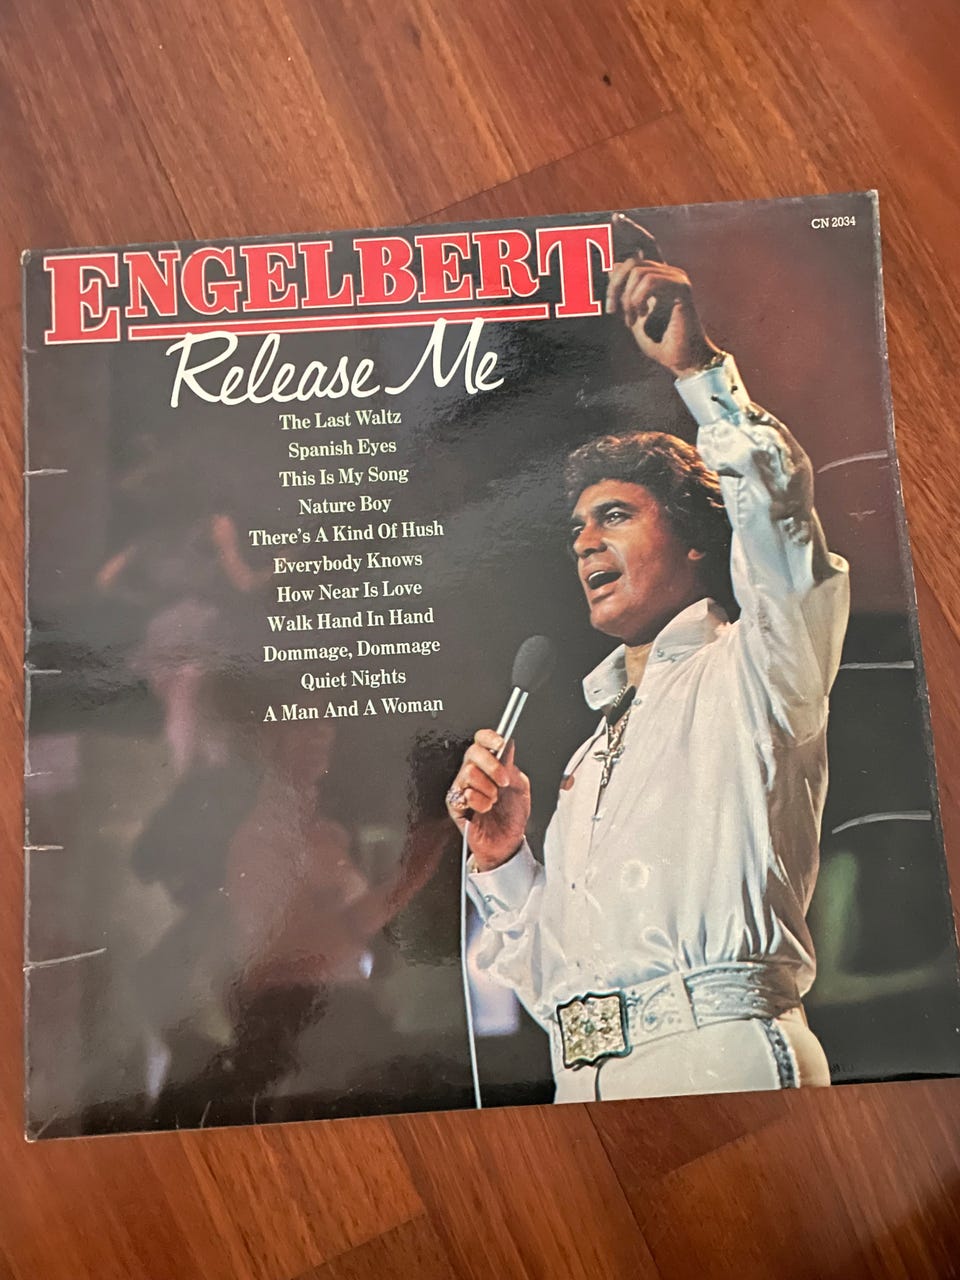 CN 2034
ENGELBERT
Release Me
The Last Waltz
Spanish Eyes
This Is My Song
Nature Boy
There's A Kind Of Hush
Everybody Knows
How Near Is Love
Walk Hand In Hand
Dommage, Dommage
Quiet Nights
A Man And A Woman